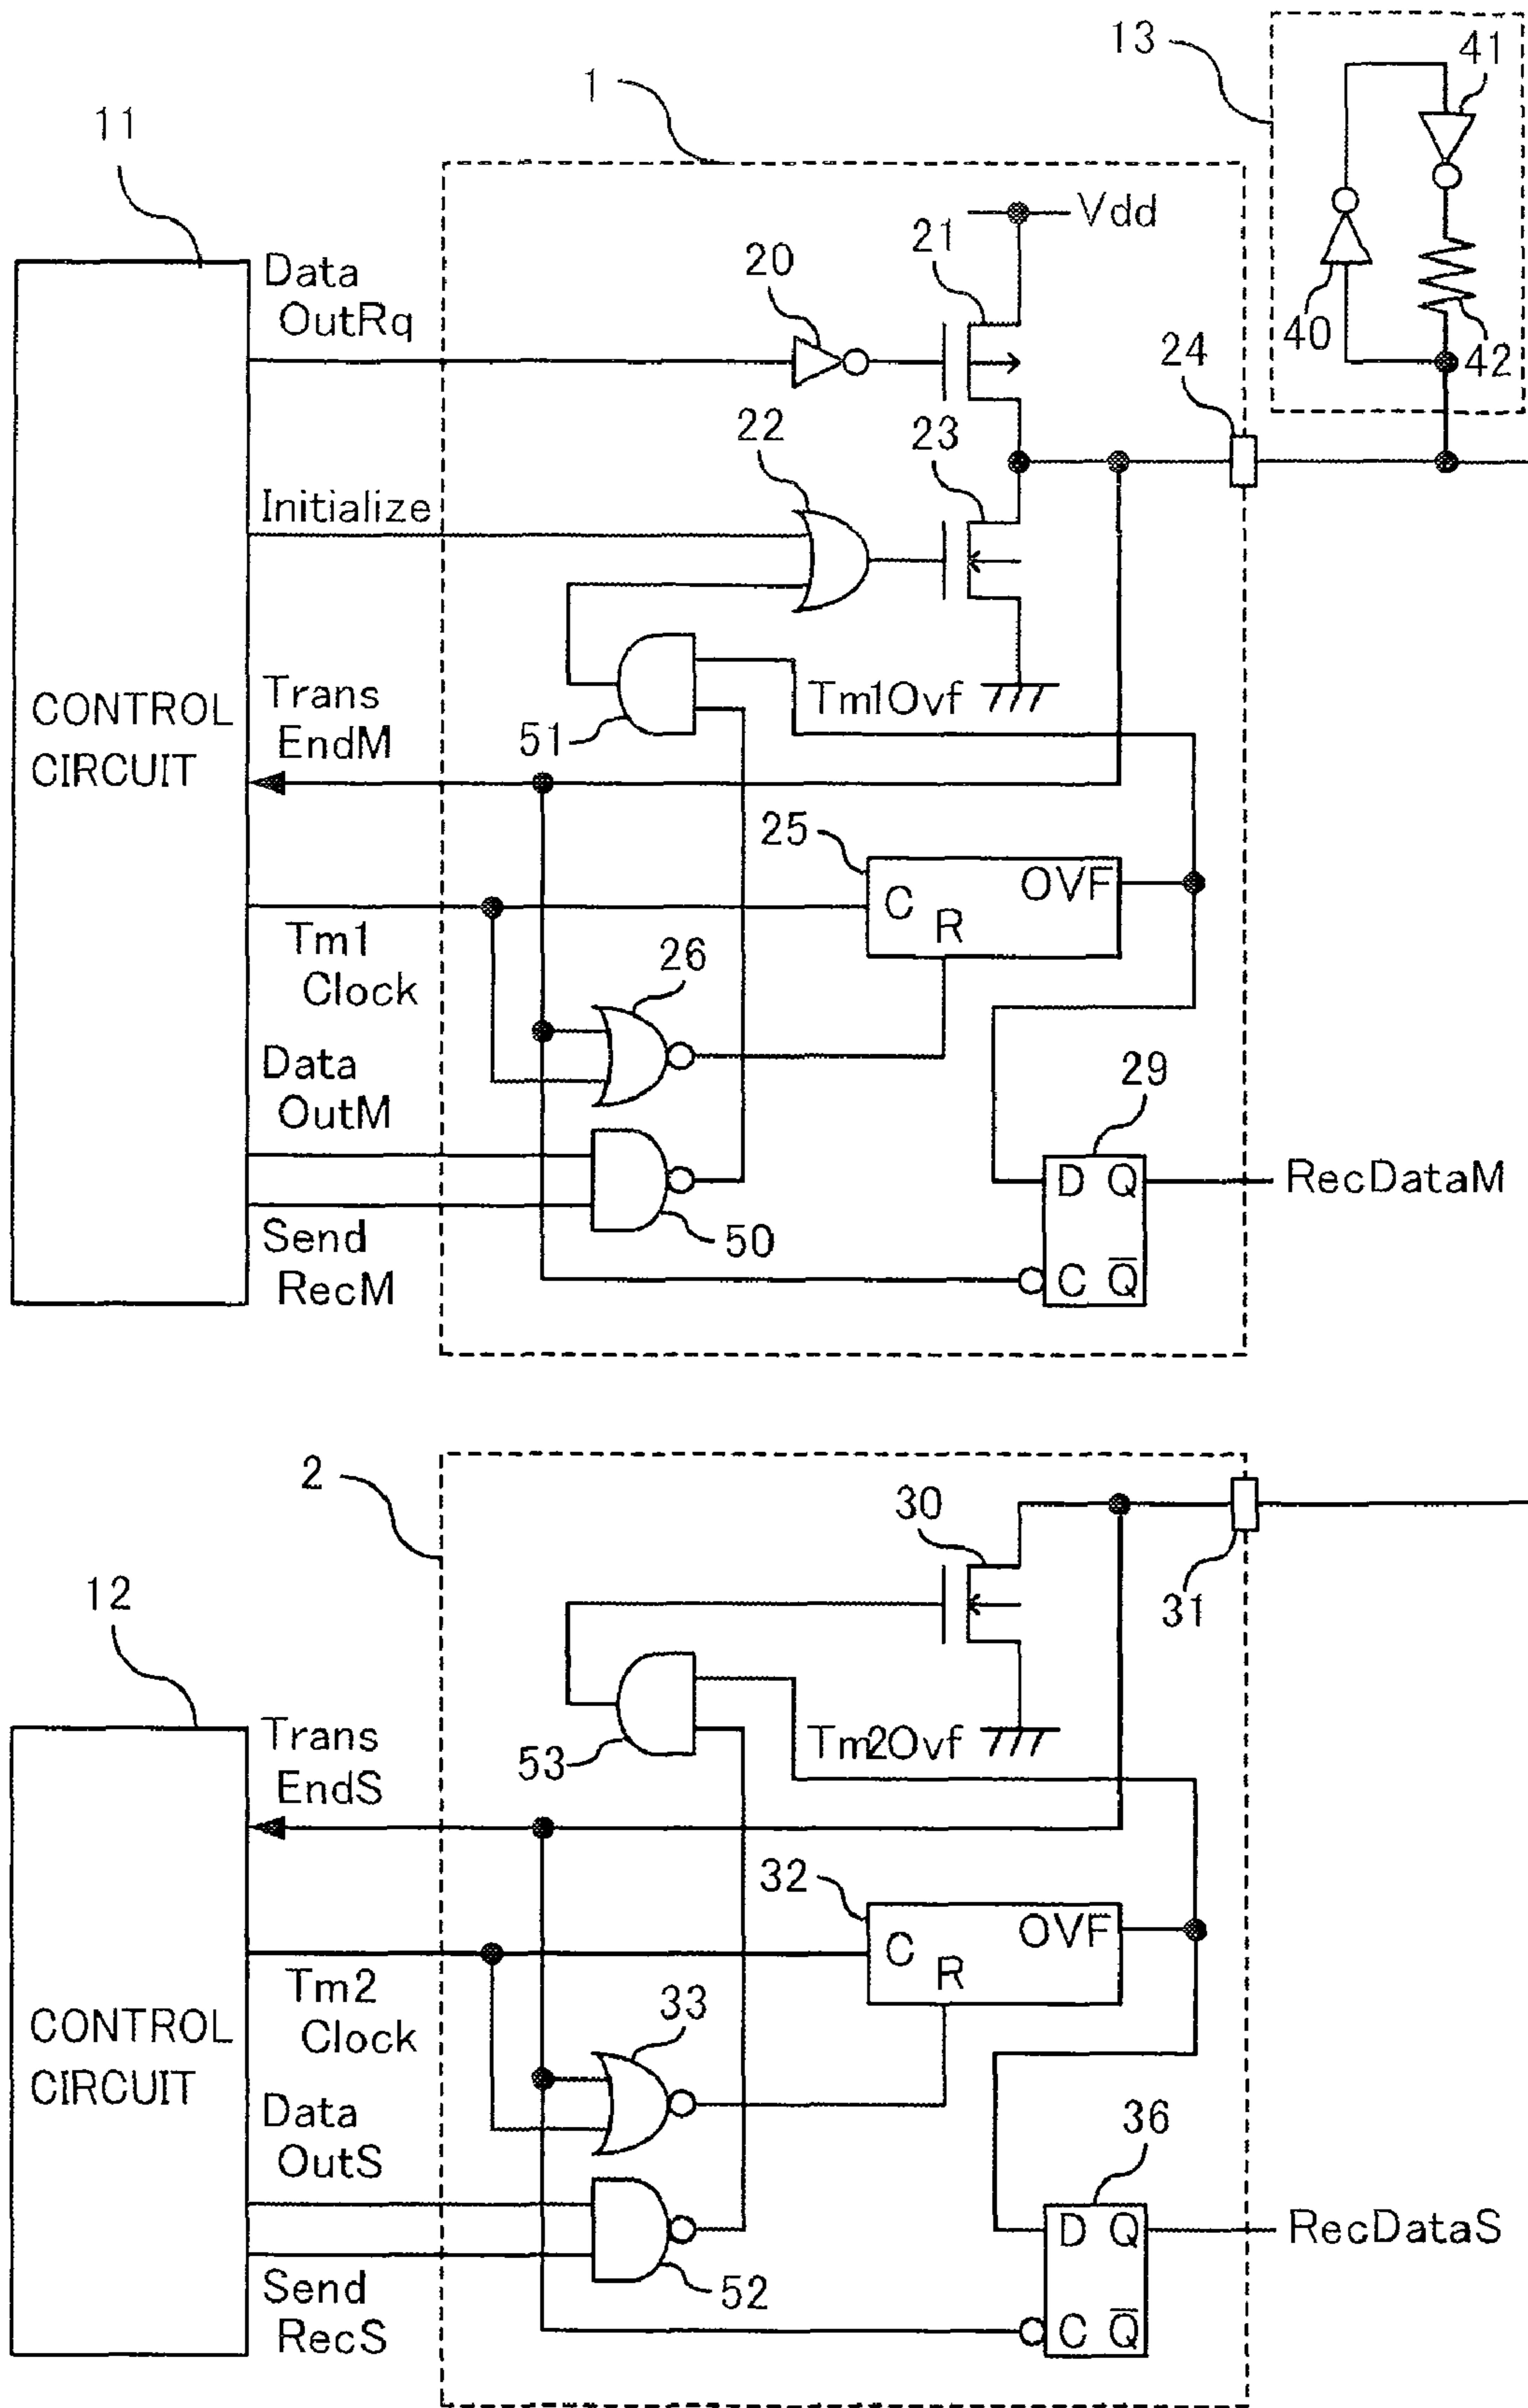 13
41
40
42
1
11
Vdd
Data
OutRq
20
21
24
22
23
Initialize
Trans
EndM
51
Tm1Ovf
CONTROL
CIRCUIT
25
C
R
OVF
Tm1
Clock
26
Data
OutM
29
D Q
RecDataM
50
Send
RecM
C Q̅
2
30
31
12
Trans
EndS
53
Tm2Ovf
32
C
R
OVF
CONTROL
CIRCUIT
Tm2
Clock
33
Data
OutS
36
D Q
RecDataS
52
Send
RecS
C Q̅